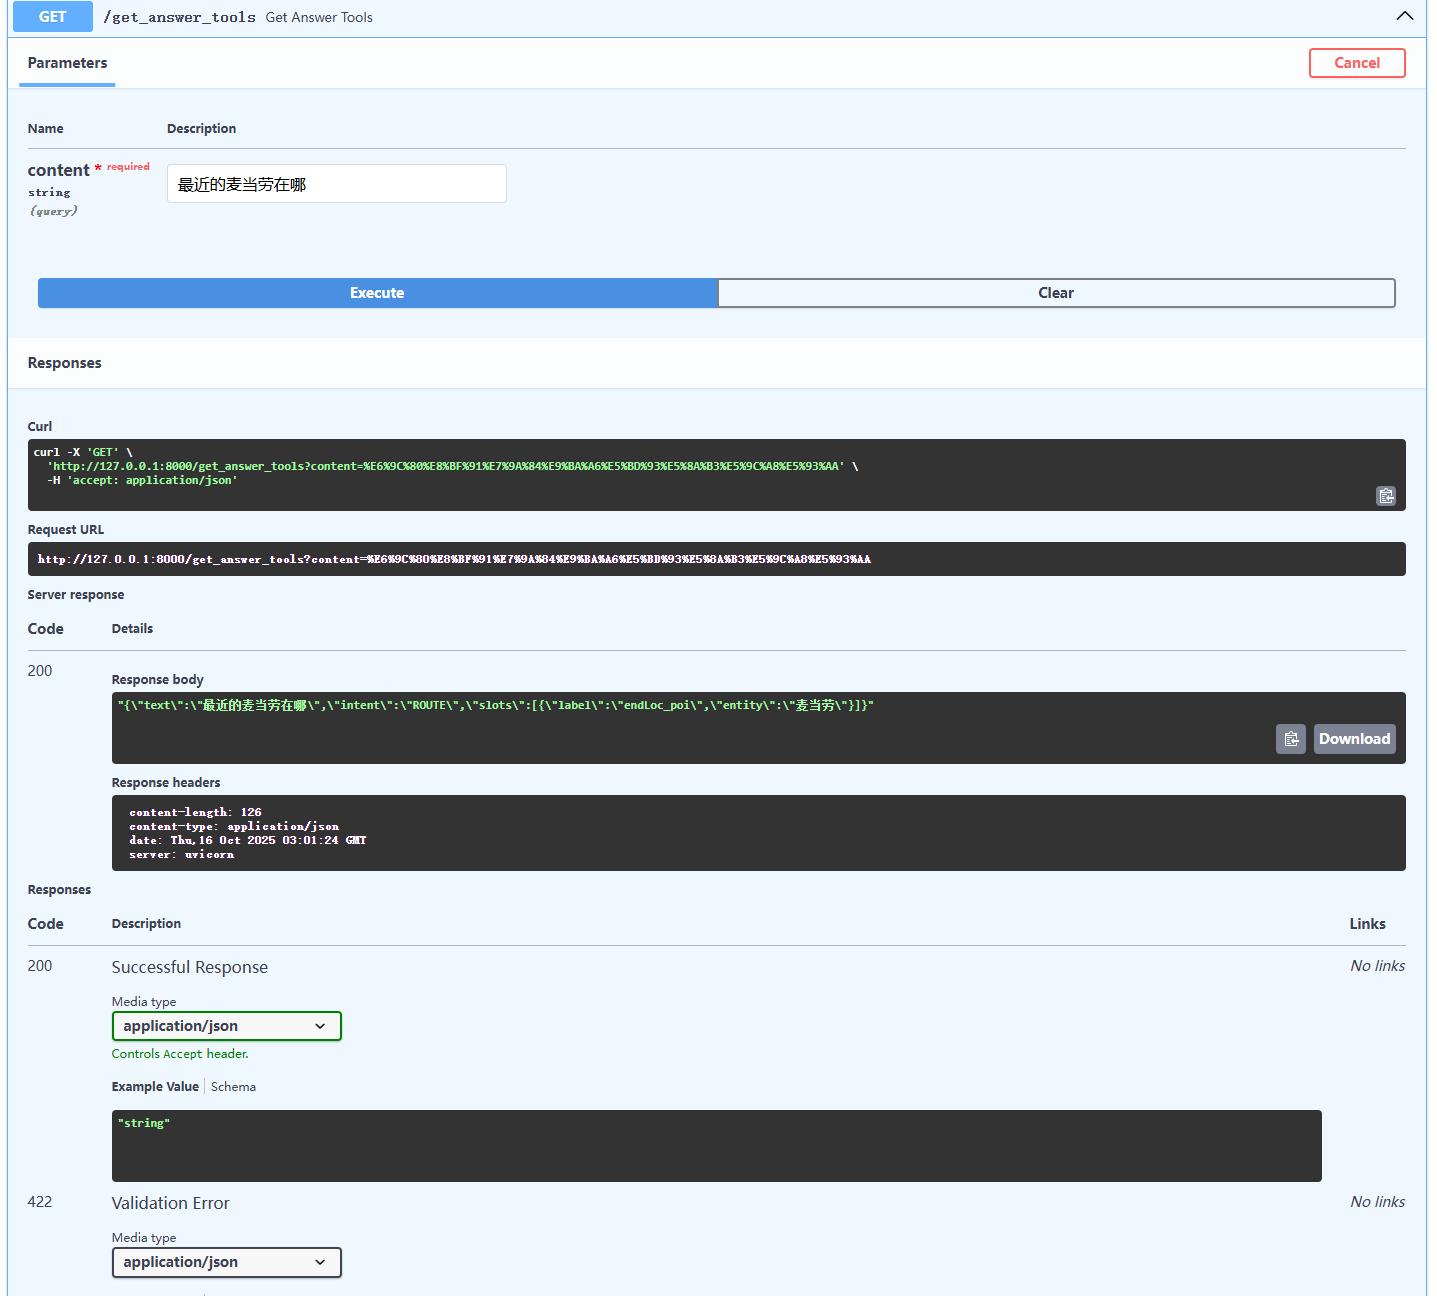 GET /get_answer_tools Get Answer Tools
Parameters Cancel
Name Description
content * required 最近的麦当劳在哪
string
(query)
Execute Clear
Responses
Curl
curl -X 'GET' \
'http://127.0.0.1:8000/get_answer_tools?content=%E6%9C%80%E8%BF%91%E7%9A%84%E9%BA%A6%E5%BD%93%E5%8A%B3%E5%9C%A8%E5%93%AA' \
-H 'accept: application/json'
Request URL
http://127.0.0.1:8000/get_answer_tools?content=%E6%9C%80%E8%BF%91%E7%9A%84%E9%BA%A6%E5%BD%93%E5%8A%B3%E5%9C%A8%E5%93%AA
Server response
Code Details
200
Response body
"{\"text\":\"最近的麦当劳在哪\",\"intent\":\"ROUTE\",\"slots\":[{\"label\":\"endLoc_poi\",\"entity\":\"麦当劳\"}]}"
Download
Response headers
content-length: 126
content-type: application/json
date: Thu,16 Oct 2025 03:01:24 GMT
server: uvicorn
Responses
Code Description Links
200 Successful Response No links
Media type
application/json
Controls Accept header.
Example Value Schema
"string"
422 Validation Error No links
Media type
application/json